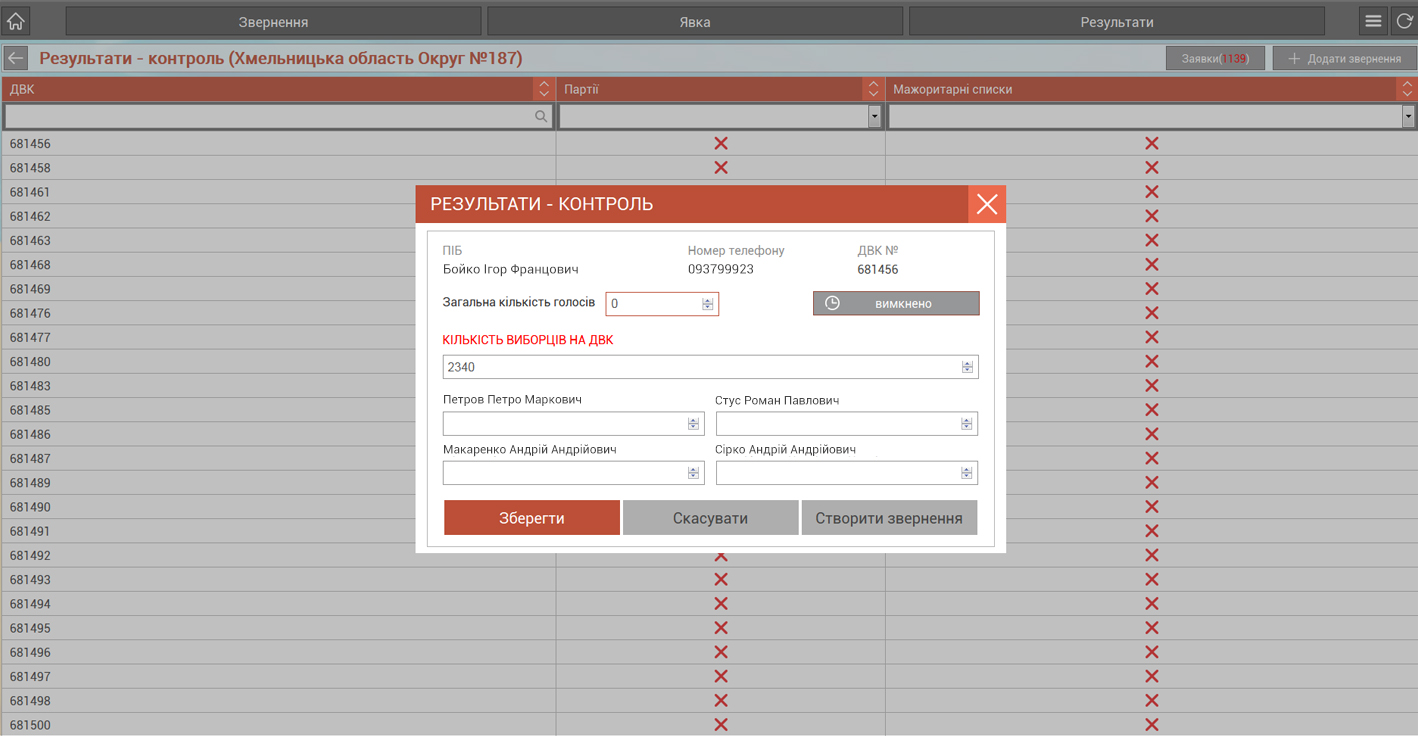 Звернення Явка Результати
Результати - контроль (Хмельницька область Округ №187) Заявки(1139) Додати звернення
ДВК Партії Мажоритарні списки
681456
681458
681461
681462
681463
681468
681469
681476
681477
681480
681483
681485
681486
681487
681489
681490
681491
681492
681493
681494
681495
681496
681497
681498
681500
РЕЗУЛЬТАТИ - КОНТРОЛЬ
ПІБ Номер телефону ДВК №
Бойко Ігор Францович 093799923 681456
Загальна кількість голосів 0 вимкнено
КІЛЬКІСТЬ ВИБОРЦІВ НА ДВК
2340
Петров Петро Маркович Стус Роман Павлович
Макаренко Андрій Андрійович Сірко Андрій Андрійович
Зберегти Скасувати Створити звернення